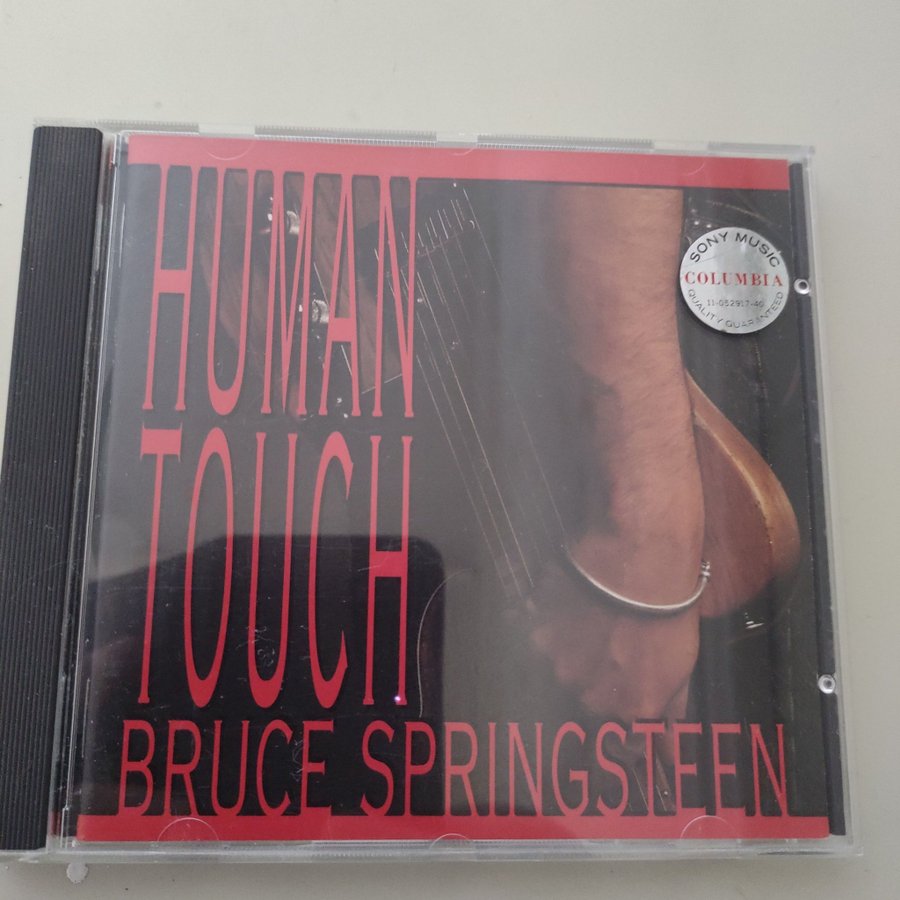 HUMAN
TOUCH
BRUCE SPRINGSTEEN
SONY MUSIC
COLUMBIA
11-052917-40
QUALITY GUARANTEED